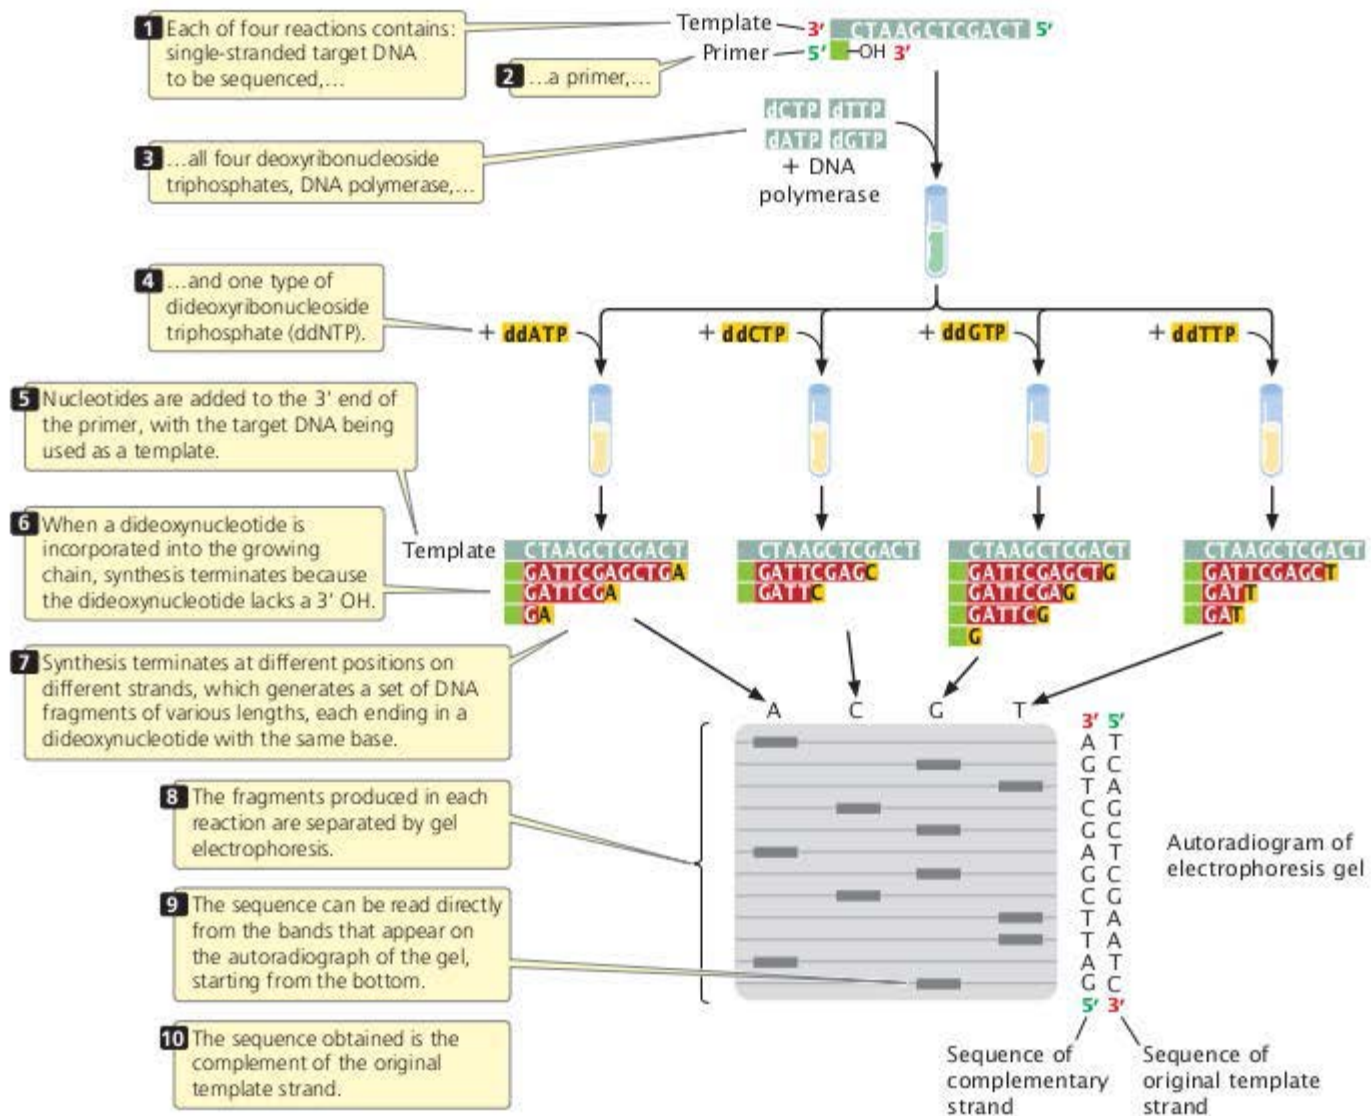 1 Each of four reactions contains:
single-stranded target DNA
to be sequenced,…
Template 3’ CTAAGCTCGACT 5’
Primer 5’ –OH 3’
2 …a primer,…
dCTP dTTP
dATP dGTP
+ DNA
polymerase
3 …all four deoxyribonucleoside
triphosphates, DNA polymerase,…
4 …and one type of
dideoxyribonucleoside
triphosphate (ddNTP).
+ ddATP + ddCTP + ddGTP + ddTTP
5 Nucleotides are added to the 3’ end of
the primer, with the target DNA being
used as a template.
6 When a dideoxynucleotide is
incorporated into the growing
chain, synthesis terminates because
the dideoxynucleotide lacks a 3’ OH.
Template CTAAGCTCGACT
GATTCGAGCTGA
GATTCGA
GA
CTAAGCTCGACT
GATTCGAGC
GATTC
CTAAGCTCGACT
GATTCGAGCTG
GATTCGAG
GATTCG
G
CTAAGCTCGACT
GATTCGAGCT
GATT
GAT
7 Synthesis terminates at different positions on
different strands, which generates a set of DNA
fragments of various lengths, each ending in a
dideoxynucleotide with the same base.
A C G T
3’ 5’
A T
G C
T A
C G
G C
A T
G C
C G
T A
T A
A T
G C
5’ 3’
Autoradiogram of
electrophoresis gel
8 The fragments produced in each
reaction are separated by gel
electrophoresis.
9 The sequence can be read directly
from the bands that appear on
the autoradiograph of the gel,
starting from the bottom.
10 The sequence obtained is the
complement of the original
template strand.
Sequence of
complementary
strand
Sequence of
original template
strand